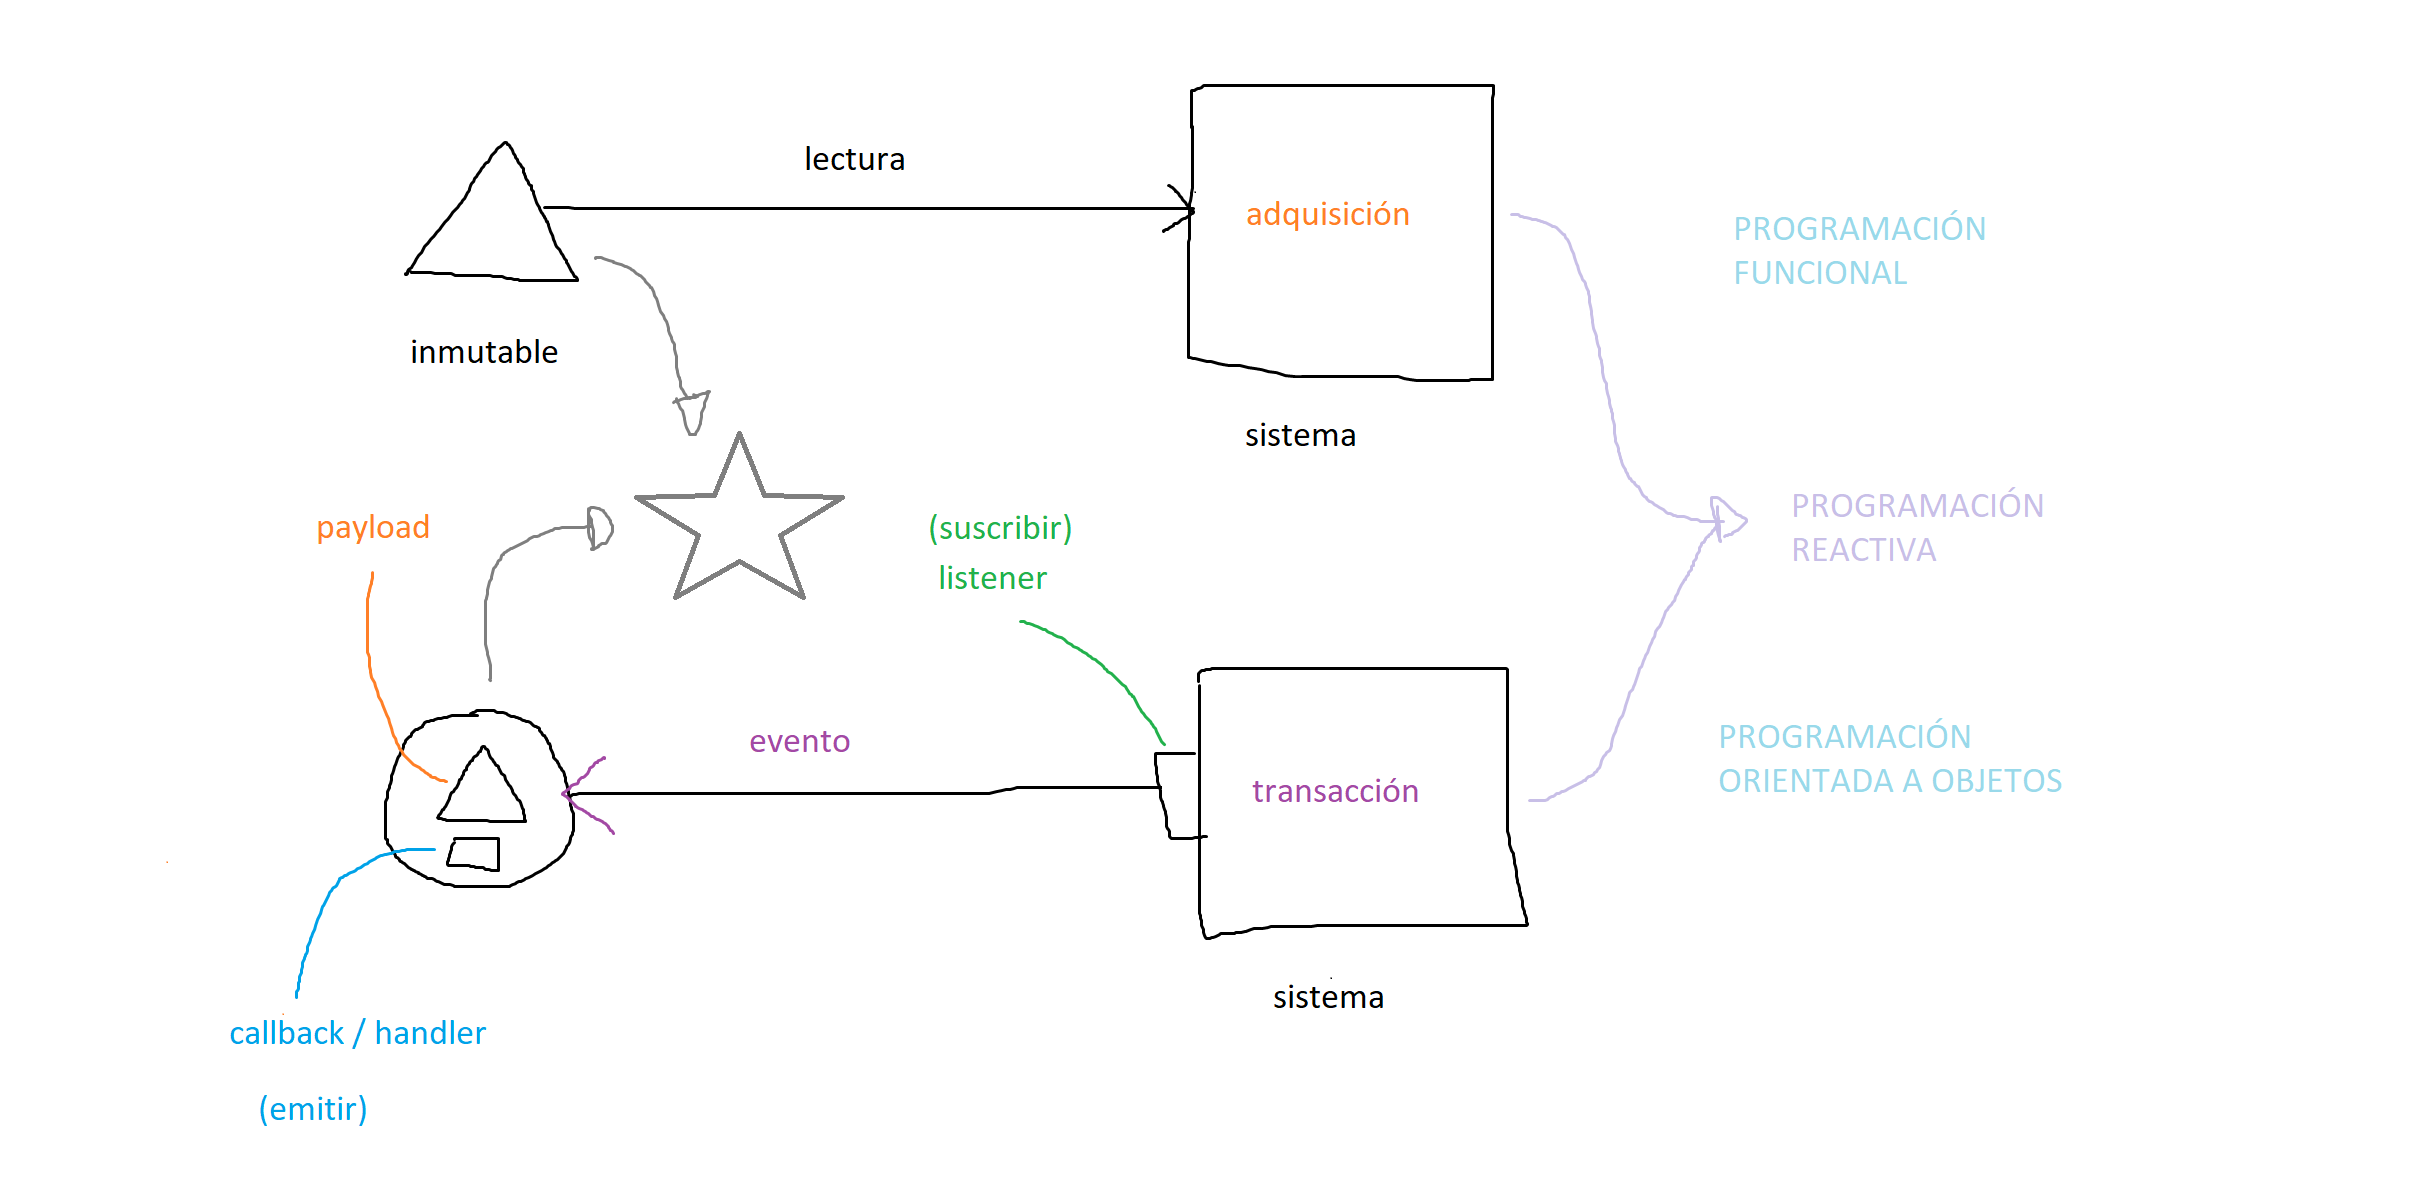 lectura
adquisición
PROGRAMACIÓN
FUNCIONAL
inmutable
sistema
payload
(suscribir)
listener
PROGRAMACIÓN
REACTIVA
evento
transacción
PROGRAMACIÓN
ORIENTADA A OBJETOS
sistema
callback / handler
(emitir)